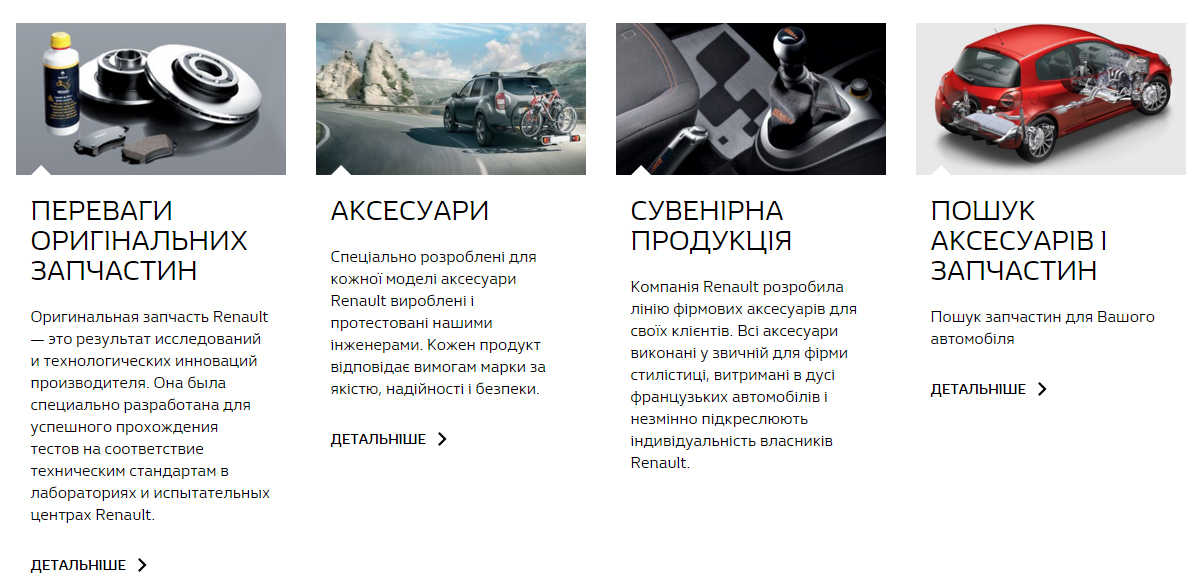 ПЕРЕВАГИ
ОРИГІНАЛЬНИХ
ЗАПЧАСТИН
Оригинальная запчасть Renault
— это результат исследований
и технологических инноваций
производителя. Она была
специально разработана для
успешного прохождения
тестов на соответствие
техническим стандартам в
лабораториях и испытательных
центрах Renault.
ДЕТАЛЬНІШЕ
АКСЕСУАРИ
Спеціально розроблені для
кожної моделі аксесуари
Renault вироблені і
протестовані нашими
інженерами. Кожен продукт
відповідає вимогам марки за
якістю, надійності і безпеки.
ДЕТАЛЬНІШЕ
СУВЕНІРНА
ПРОДУКЦІЯ
Компанія Renault розробила
лінію фірмових аксесуарів для
своїх клієнтів. Всі аксесуари
виконані у звичній для фірми
стилістиці, витримані в дусі
французьких автомобілів і
незмінно підкреслюють
індивідуальність власників
Renault.
ПОШУК
АКСЕСУАРІВ І
ЗАПЧАСТИН
Пошук запчастин для Вашого
автомобіля
ДЕТАЛЬНІШЕ